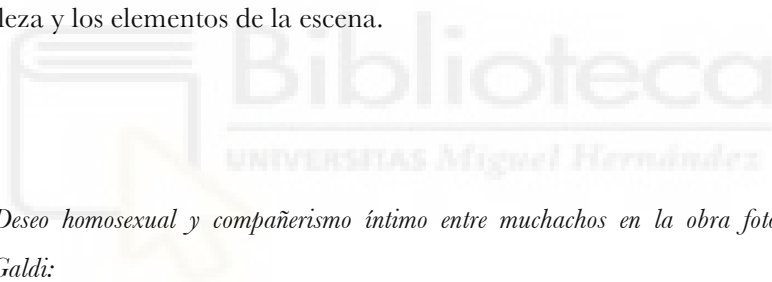 leza y los elementos de la escena.
Biblioteca
UNIVERSITAS Miguel Hernández
Deseo homosexual y compañerismo íntimo entre muchachos en la obra foto
Galdi: